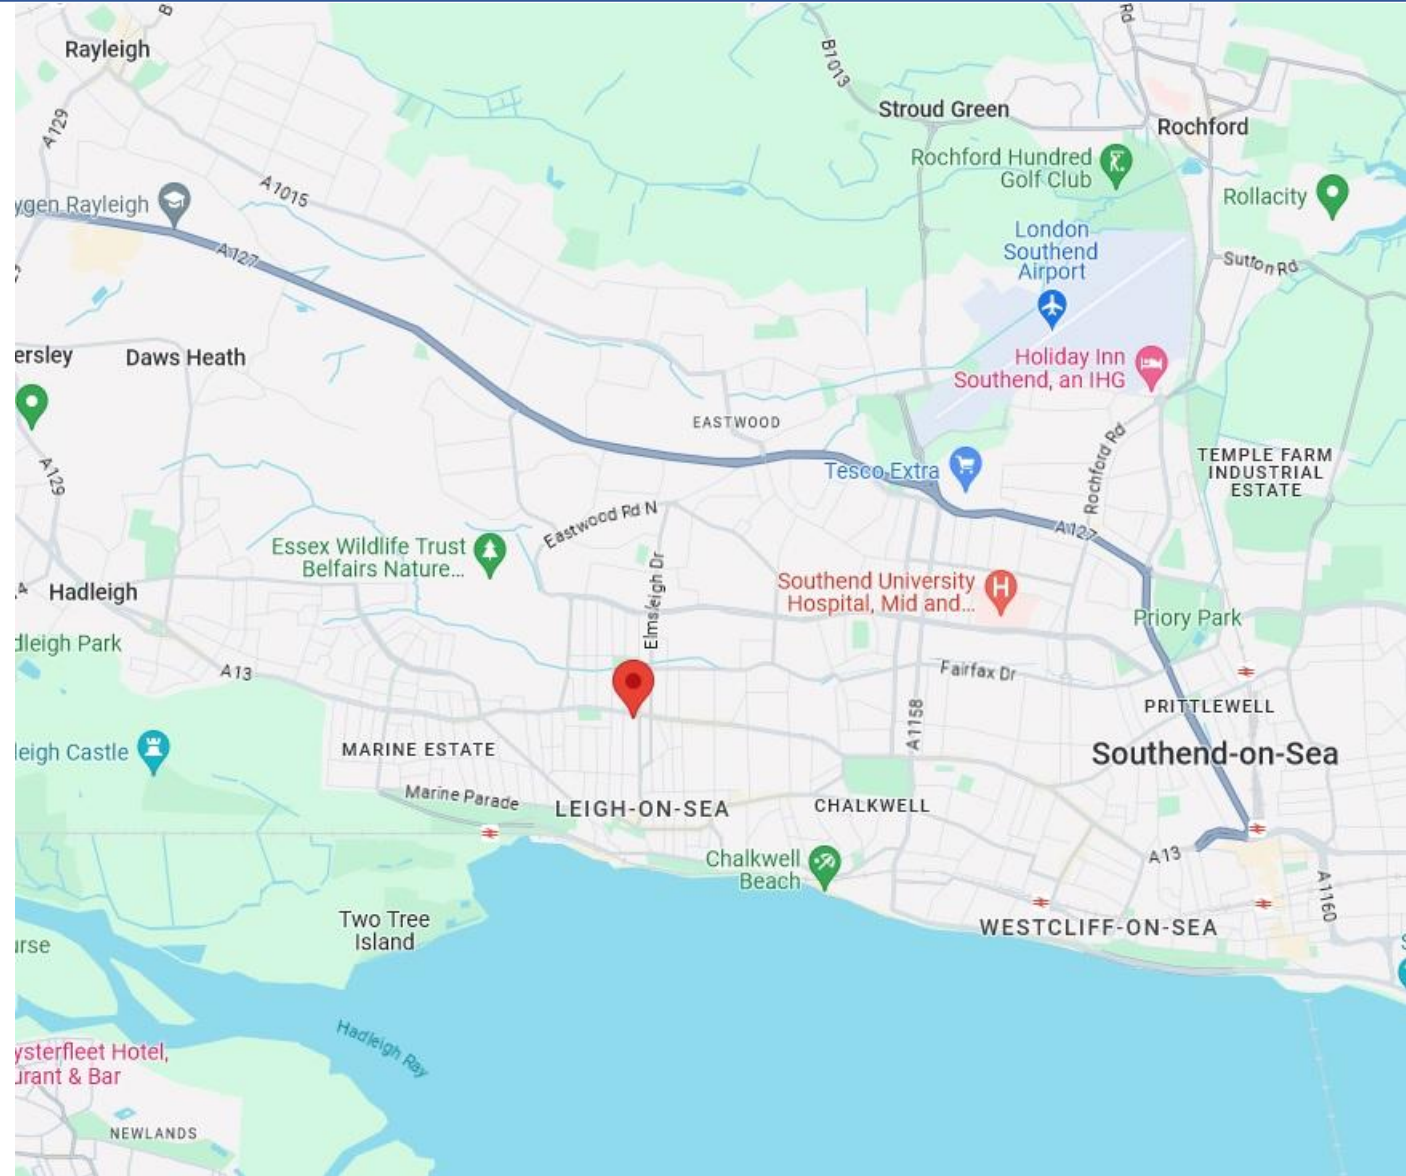 Rayleigh
B
Rd
B1013
Stroud Green
Rochford
A129
Rochford Hundred
Golf Club
A1015
ygen Rayleigh
Rollacity
London
Southend
Airport
A127
Sutton Rd
ersley
Daws Heath
Holiday Inn
Southend, an IHG
EASTWOOD
Rochford Rd
TEMPLE FARM
INDUSTRIAL
ESTATE
A129
Tesco Extra
Eastwood Rd N
A127
Essex Wildlife Trust
Belfairs Nature...
Elmsleigh Dr
Southend University
Hospital, Mid and...
H
Hadleigh
Priory Park
dleigh Park
A13
Fairfax Dr
PRITTLEWELL
A1158
leigh Castle
MARINE ESTATE
Southend-on-Sea
Marine Parade
LEIGH-ON-SEA
CHALKWELL
Chalkwell
Beach
A13
A1160
Two Tree
Island
WESTCLIFF-ON-SEA
urse
S
Hadleigh Ray
ysterfleet Hotel,
urant & Bar
NEWLANDS